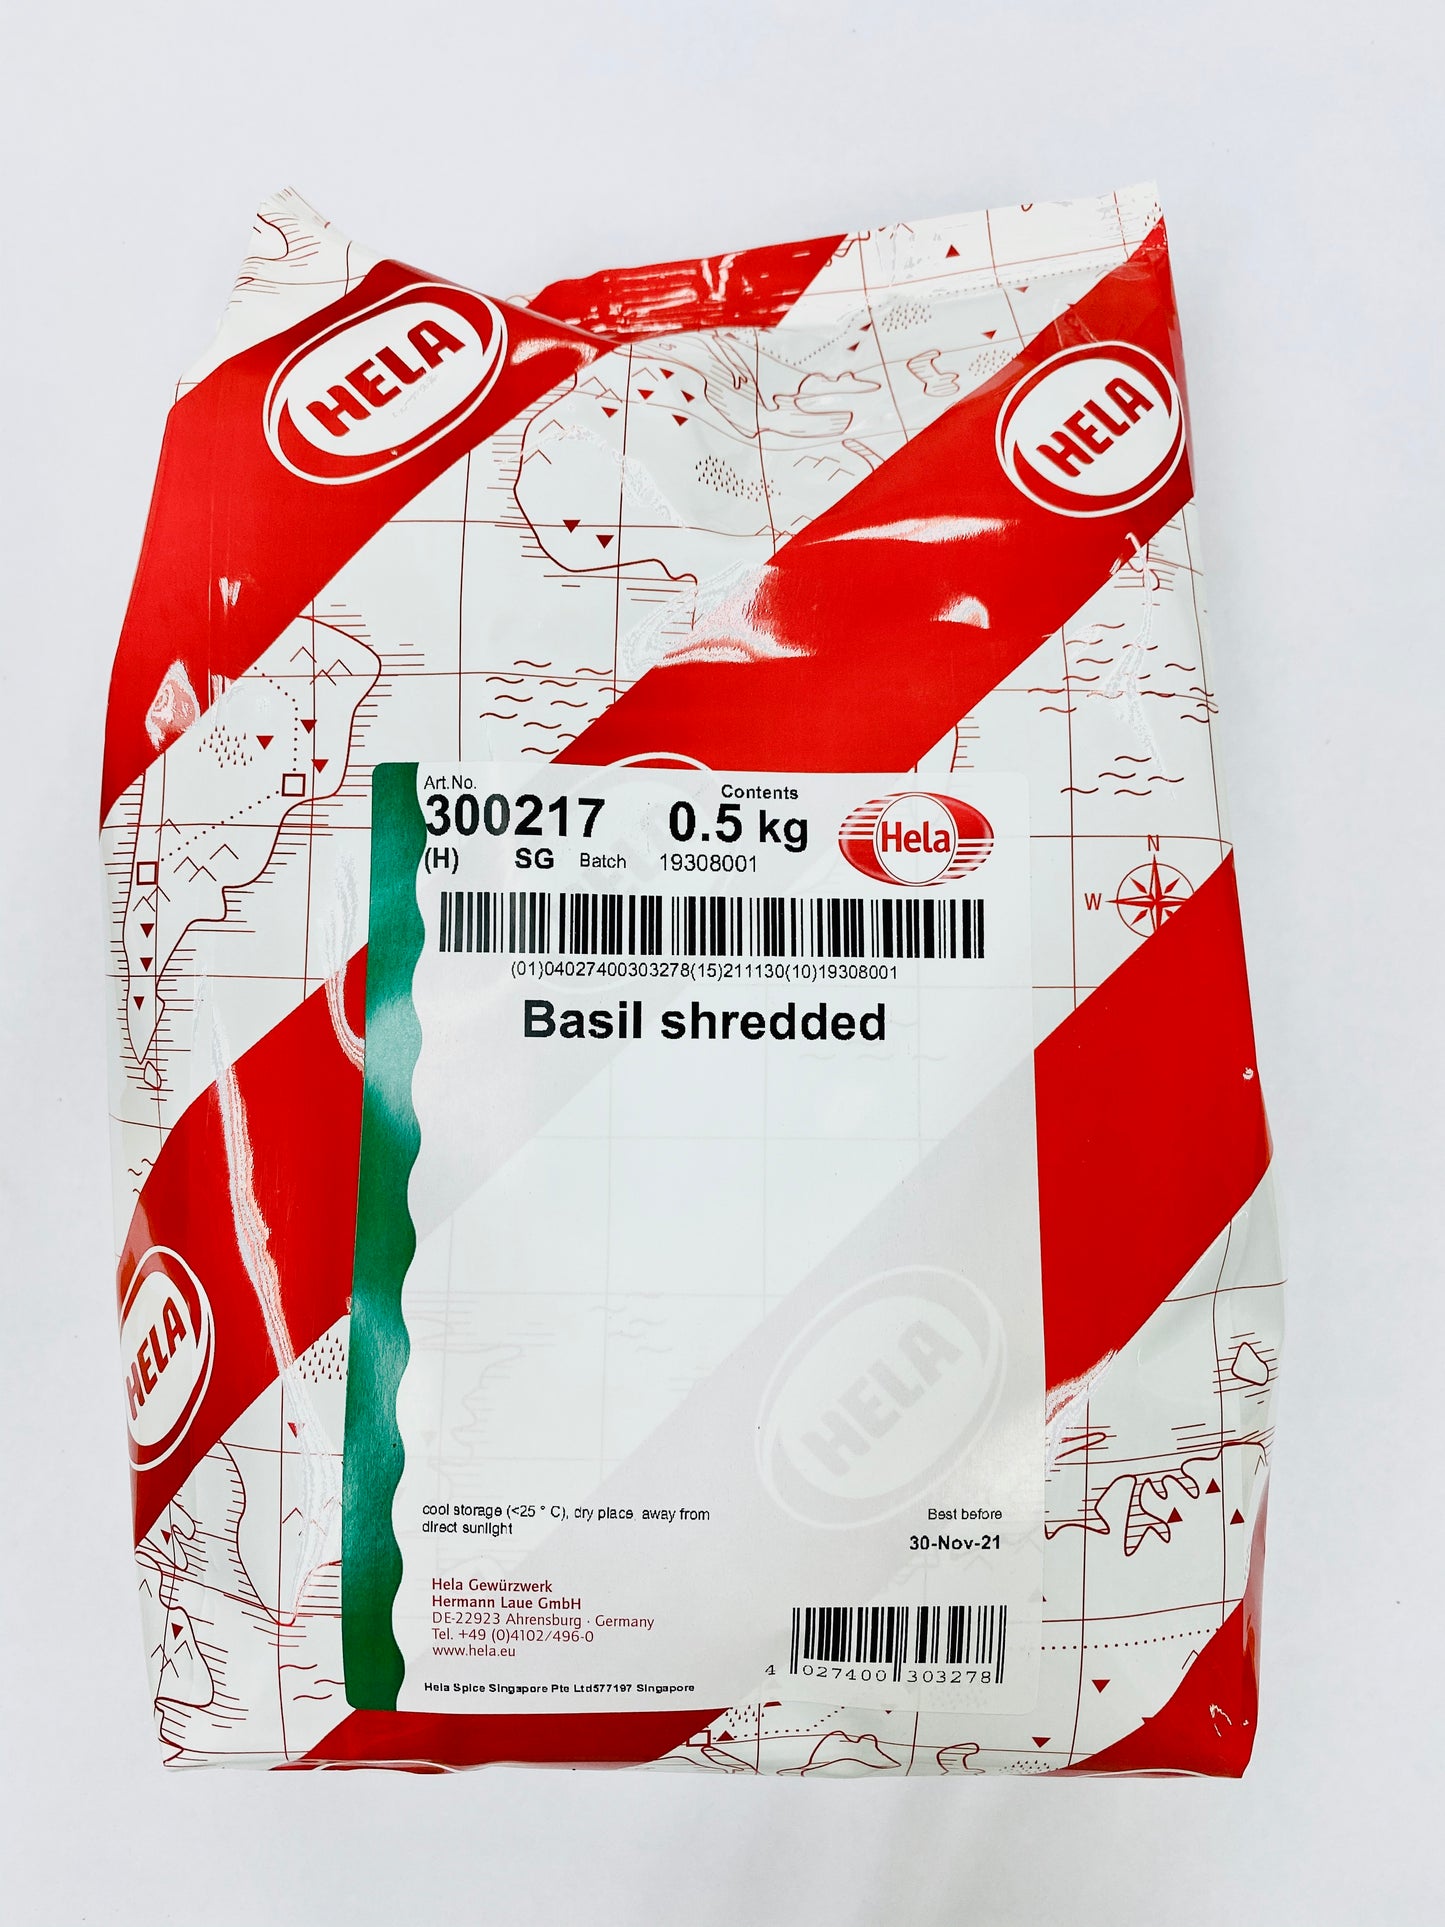 HELA
HELA
Art.No.
Contents
300217 0.5 kg
Hela
(H) SG Batch 19308001
(01)04027400303278(15)211130(10)19308001
Basil shredded
N
W
HELA
HELA
cool storage (<25 ° C), dry place, away from
direct sunlight
Best before
30-Nov-21
Hela Gewürzwerk
Hermann Laue GmbH
DE-22923 Ahrensburg · Germany
Tel. +49 (0)4102/496-0
www.hela.eu
4 027400 303278
Hela Spice Singapore Pte Ltd577197 Singapore